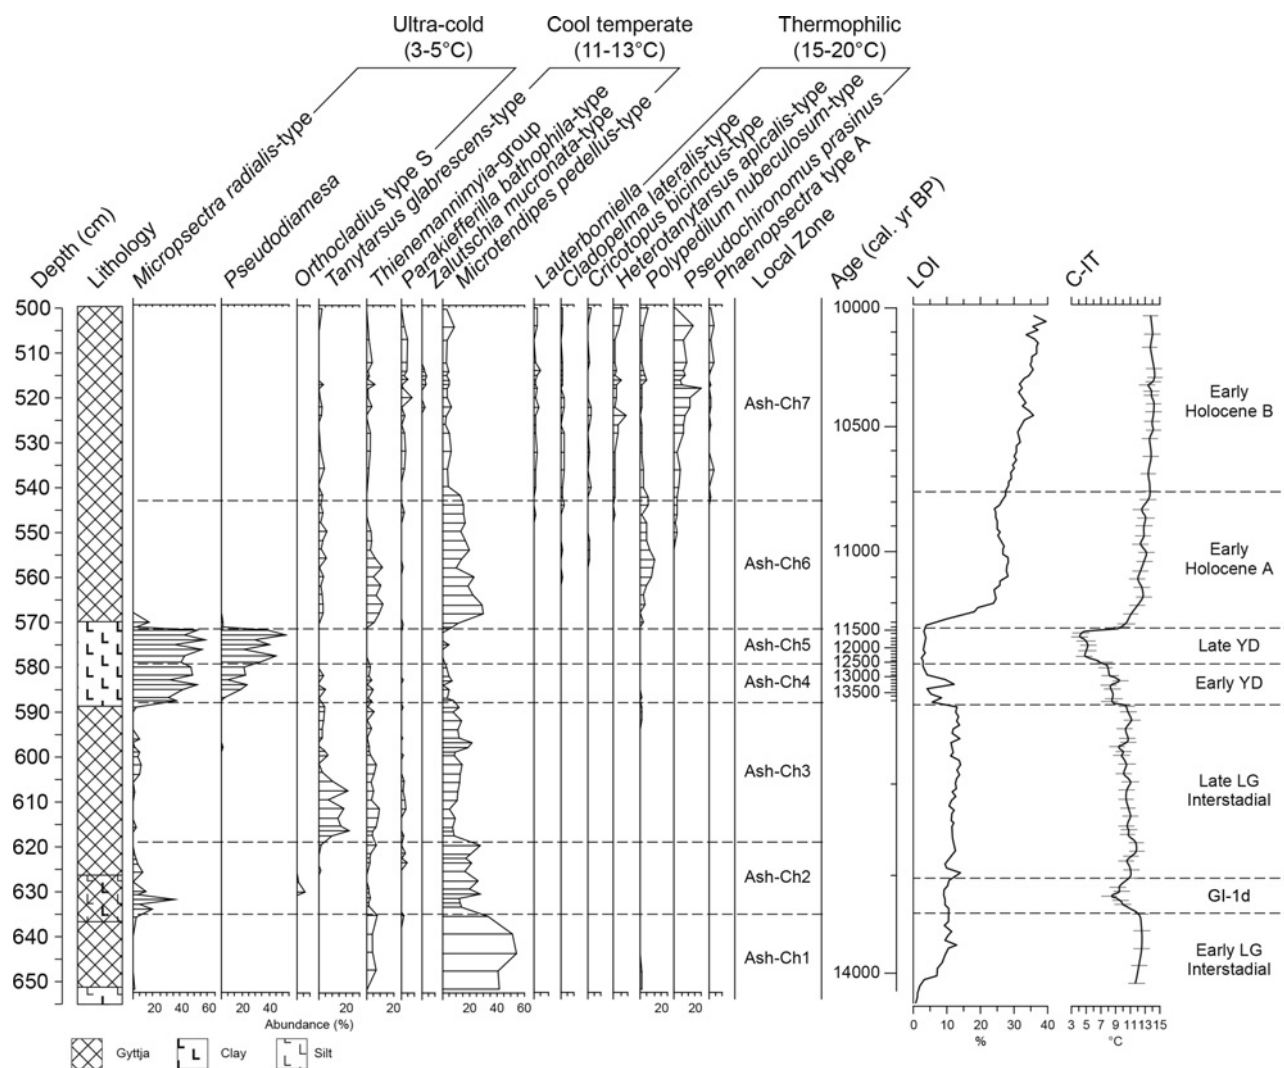 Ultra-cold
(3-5°C)
Cool temperate
(11-13°C)
Thermophilic
(15-20°C)
Depth (cm)
Lithology
Micropsectra radialis-type
Pseudodiamesa
Orthocladius type S
Tanytarsus glabrescens-type
Thienemannimyia-group
Parakiefferilla bathophila-type
Zalutschia mucronata-type
Microtendipes pedellus-type
Lauterborniella
Cladopelma lateralis-type
Cricotopus bicinctus-type
Heterotanytarsus apicalis-type
Polypedilum nubeculosum-type
Pseudochironomus prasinus
Phaenopsectra type A
Local Zone
Age (cal. yr BP)
LOI
C-IT
500
510
520
530
540
550
560
570
580
590
600
610
620
630
640
650
Ash-Ch7
Ash-Ch6
Ash-Ch5
Ash-Ch4
Ash-Ch3
Ash-Ch2
Ash-Ch1
10000
10500
11000
11500
12000
12500
13000
13500
14000
Early
Holocene B
Early
Holocene A
Late YD
Early YD
Late LG
Interstadial
GI-1d
Early LG
Interstadial
20 40 60
20 40
20
20
20 40 60
20
20
0 10 20 30 40
%
3 5 7 9 11 13 15
°C
Abundance (%)
Gyttja
Clay
Silt